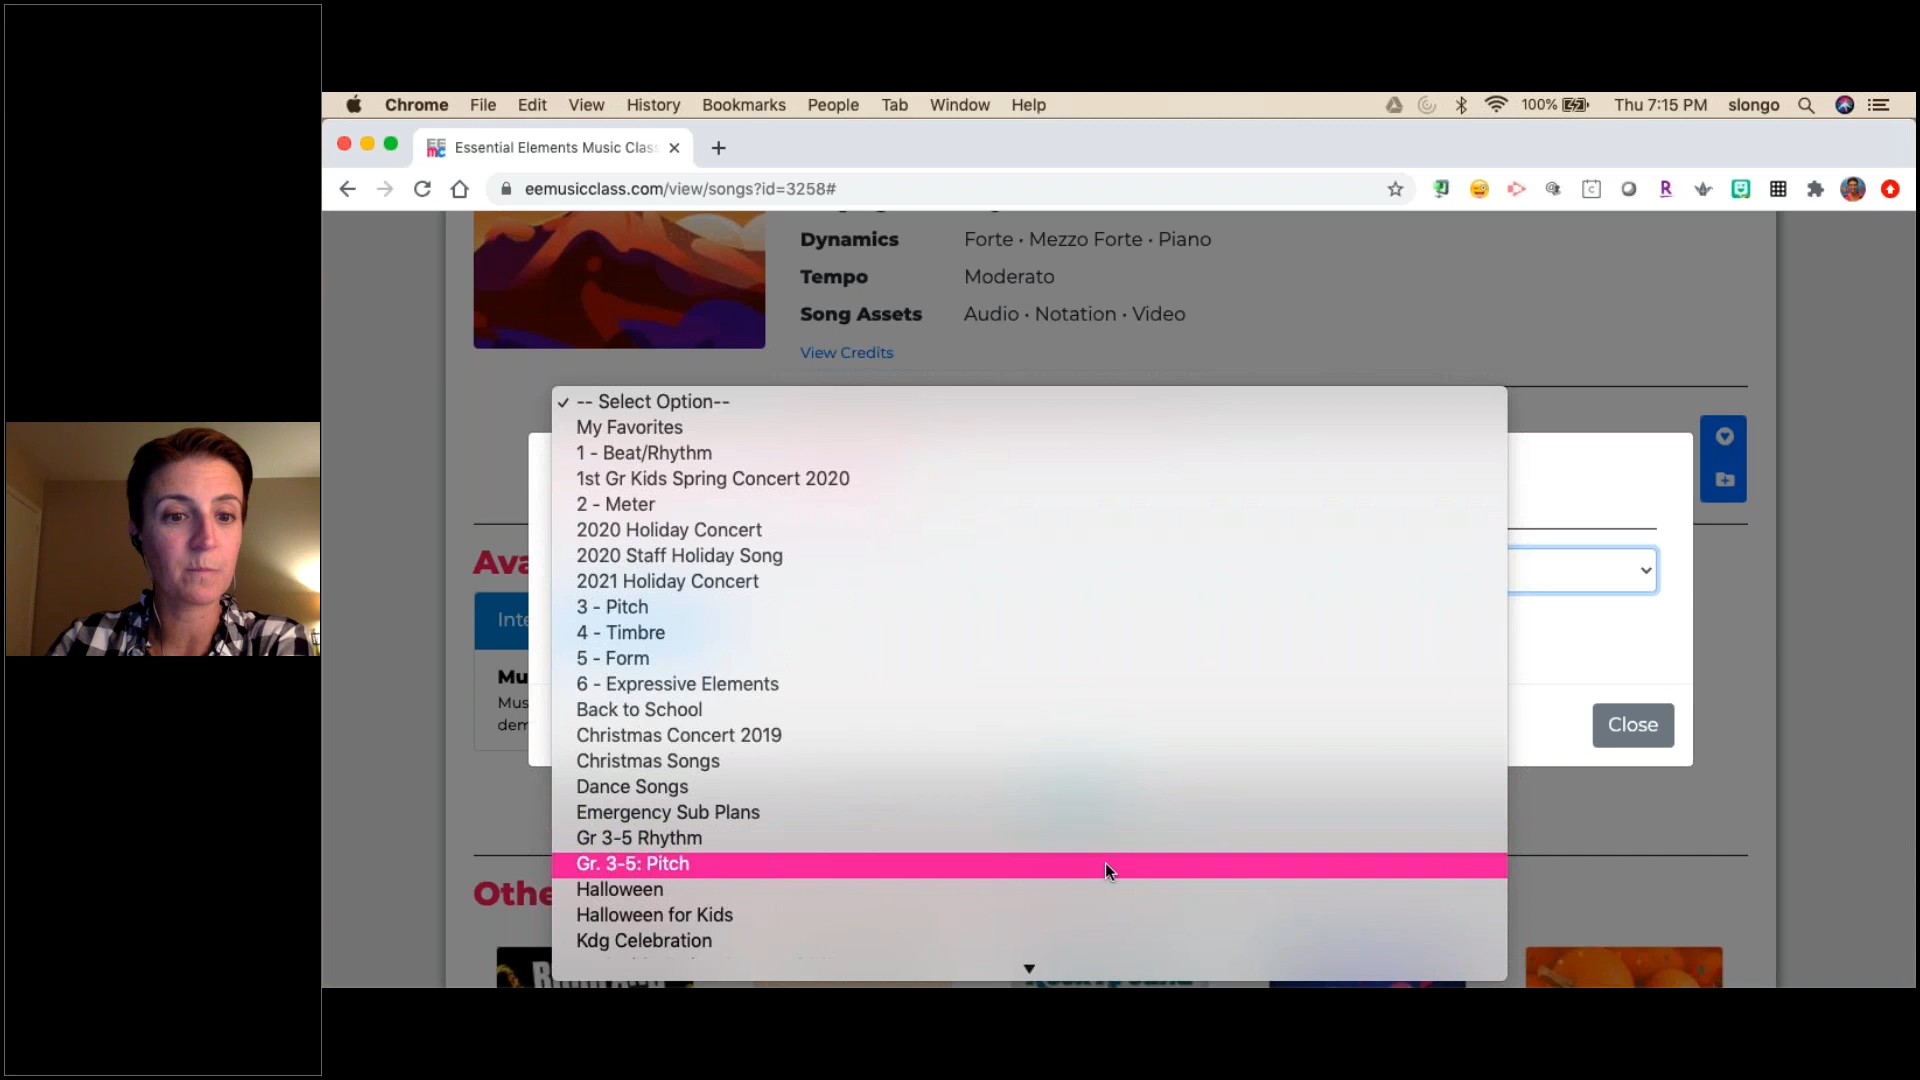 Chrome File Edit View History Bookmarks People Tab Window Help 100% Thu 7:15 PM slongo
Essential Elements Music Clas
eemusicclass.com/view/songs?id=3258#
Dynamics Forte • Mezzo Forte • Piano
Tempo Moderato
Song Assets Audio • Notation • Video
View Credits
-- Select Option--
My Favorites
1 - Beat/Rhythm
1st Gr Kids Spring Concert 2020
2 - Meter
2020 Holiday Concert
2020 Staff Holiday Song
2021 Holiday Concert
3 - Pitch
4 - Timbre
5 - Form
6 - Expressive Elements
Back to School
Christmas Concert 2019
Christmas Songs
Dance Songs
Emergency Sub Plans
Gr 3-5 Rhythm
Gr. 3-5: Pitch
Halloween
Halloween for Kids
Kdg Celebration
Ava
Inte
Mu
Mus
dem
Close
Othe